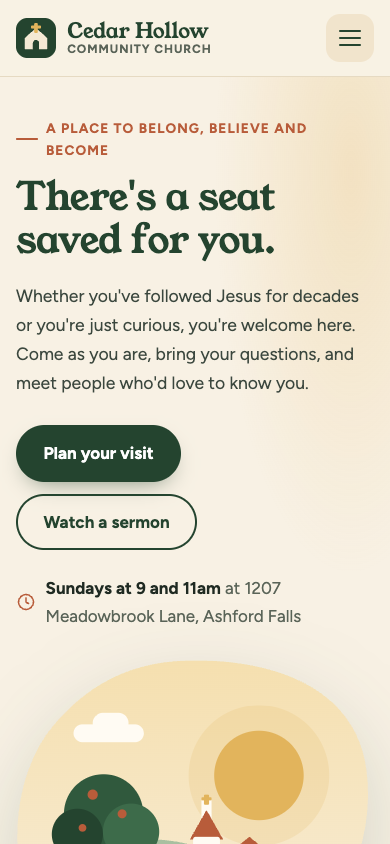 Cedar Hollow
COMMUNITY CHURCH
A PLACE TO BELONG, BELIEVE AND
BECOME
There's a seat
saved for you.
Whether you've followed Jesus for decades
or you're just curious, you're welcome here.
Come as you are, bring your questions, and
meet people who'd love to know you.
Plan your visit
Watch a sermon
Sundays at 9 and 11am at 1207
Meadowbrook Lane, Ashford Falls